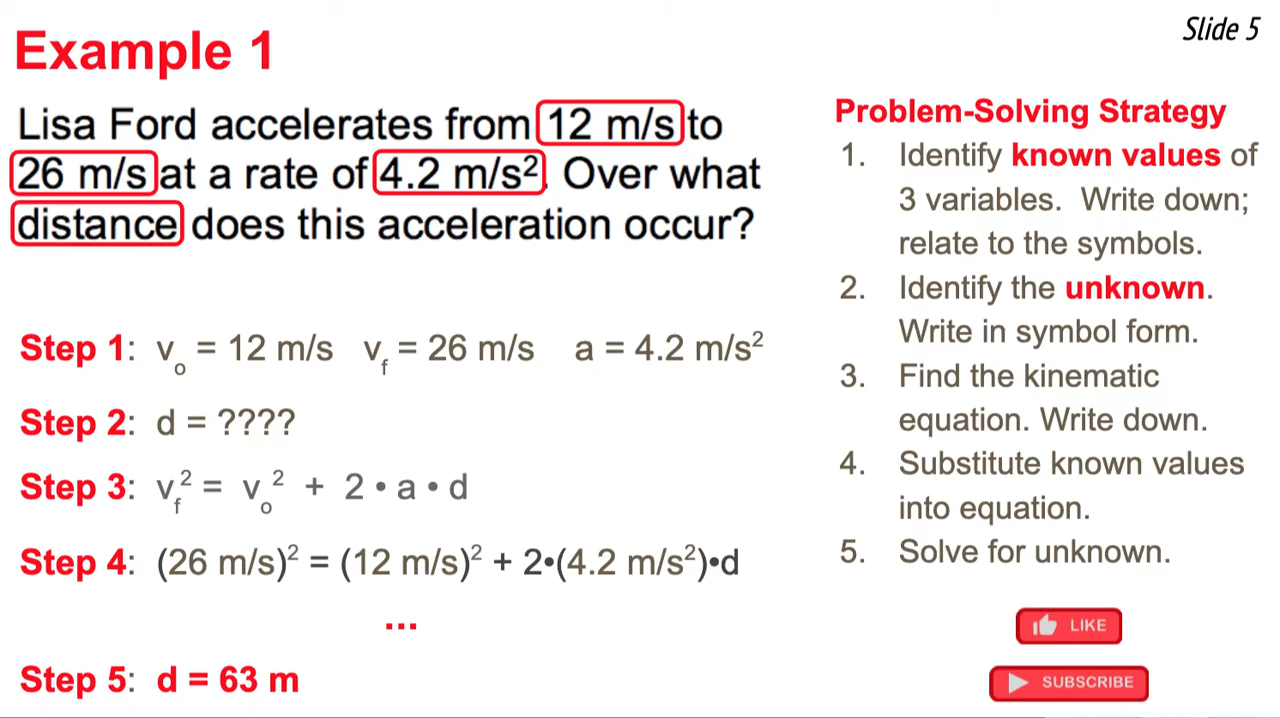 Slide 5
Example 1
Lisa Ford accelerates from 12 m/s to
26 m/s at a rate of 4.2 m/s². Over what
distance does this acceleration occur?
Step 1: vₒ = 12 m/s v_f = 26 m/s a = 4.2 m/s²
Step 2: d = ????
Step 3: v_f² = vₒ² + 2 • a • d
Step 4: (26 m/s)² = (12 m/s)² + 2•(4.2 m/s²)•d
...
Step 5: d = 63 m
Problem-Solving Strategy
1. Identify known values of
3 variables. Write down;
relate to the symbols.
2. Identify the unknown.
Write in symbol form.
3. Find the kinematic
equation. Write down.
4. Substitute known values
into equation.
5. Solve for unknown.
LIKE
SUBSCRIBE